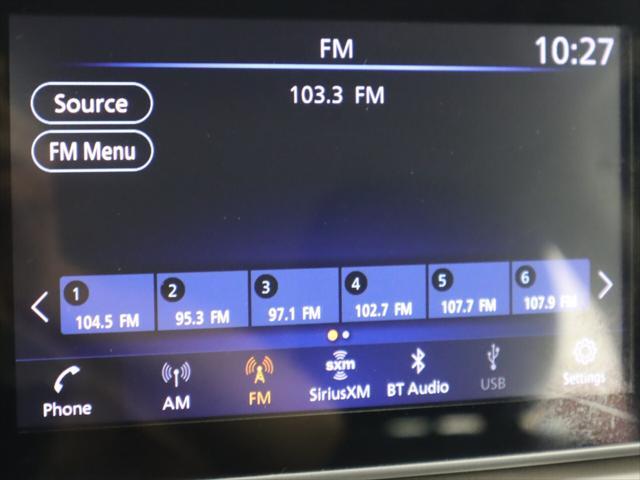 FM
10:27
Source
103.3 FM
FM Menu
1
2
3
4
5
6
104.5 FM
95.3 FM
97.1 FM
102.7 FM
107.7 FM
107.9 FM
Phone
AM
FM
sxm
SiriusXM
BT Audio
USB
Settings